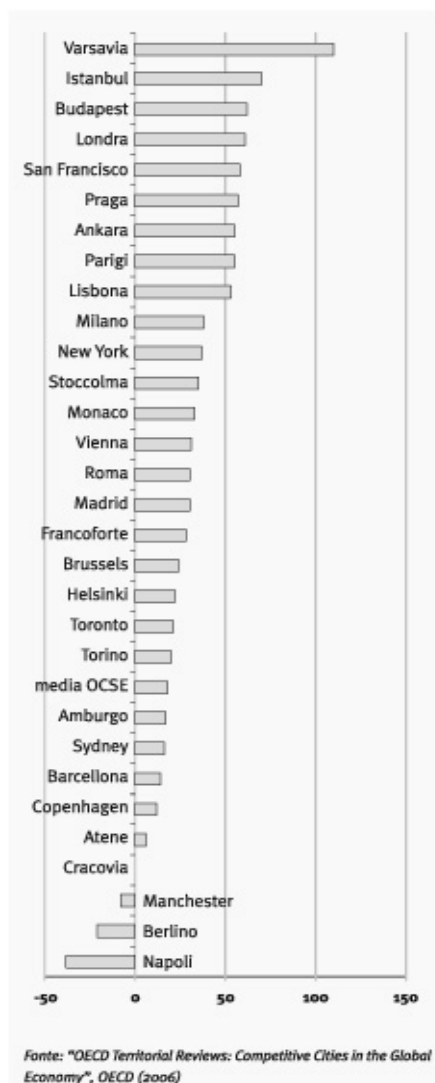 Varsavia
Istanbul
Budapest
Londra
San Francisco
Praga
Ankara
Parigi
Lisbona
Milano
New York
Stoccolma
Monaco
Vienna
Roma
Madrid
Francoforte
Brussels
Helsinki
Toronto
Torino
media OCSE
Amburgo
Sydney
Barcellona
Copenhagen
Atene
Cracovia
Manchester
Berlino
Napoli
-50 0 50 100 150
Fonte: "OECD Territorial Reviews: Competitive Cities in the Global
Economy", OECD (2006)